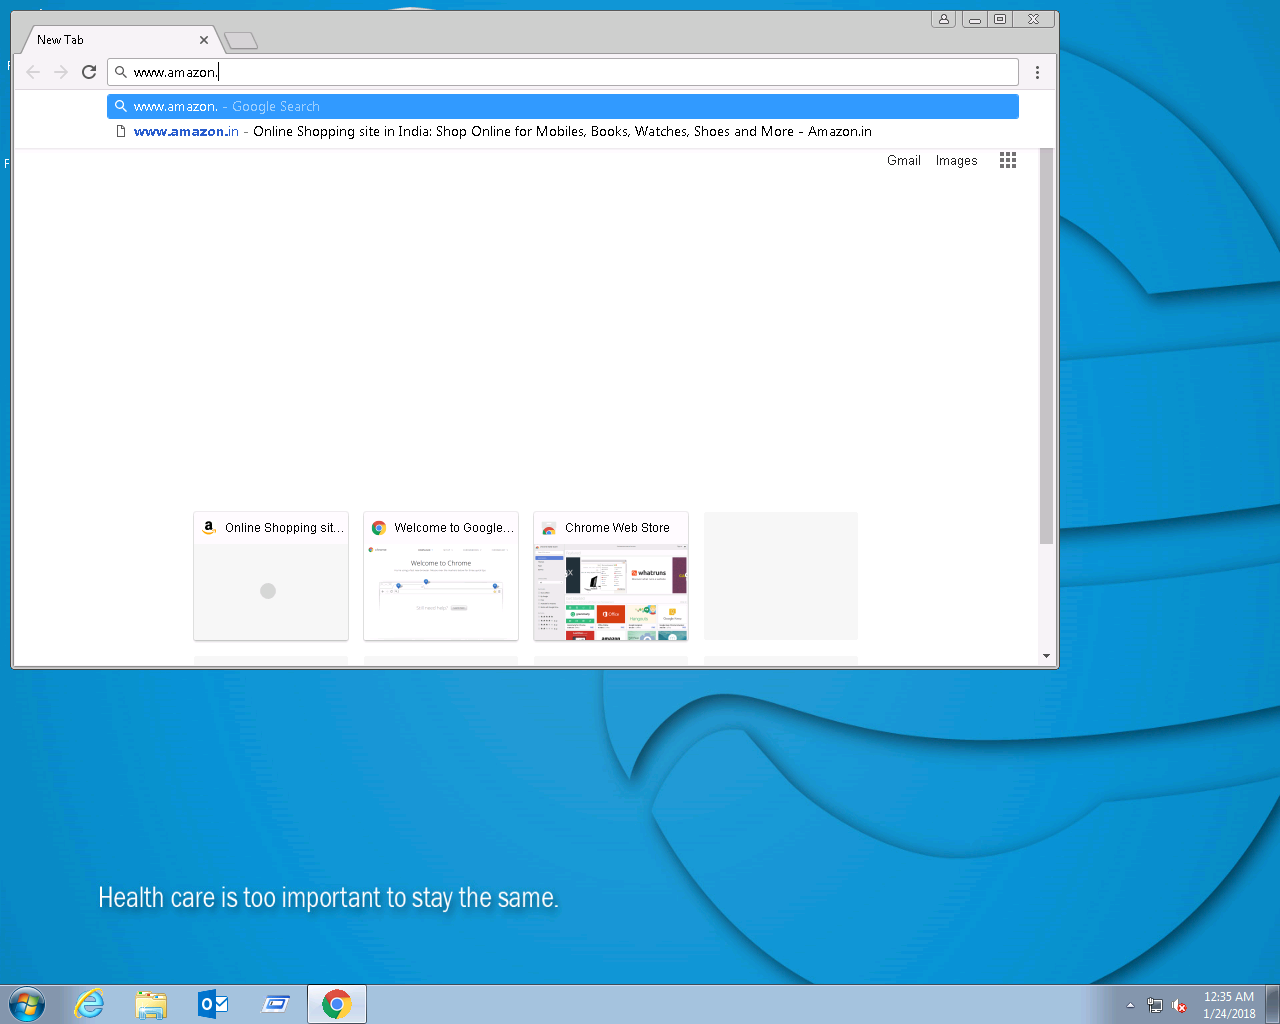 New Tab
www.amazon.
www.amazon. - Google Search
www.amazon.in - Online Shopping site in India: Shop Online for Mobiles, Books, Watches, Shoes and More - Amazon.in
Gmail Images
Online Shopping sit...
Welcome to Google...
Chrome Web Store
Welcome to Chrome
whatruns
Office
Hangouts
Health care is too important to stay the same.
12:35 AM
1/24/2018